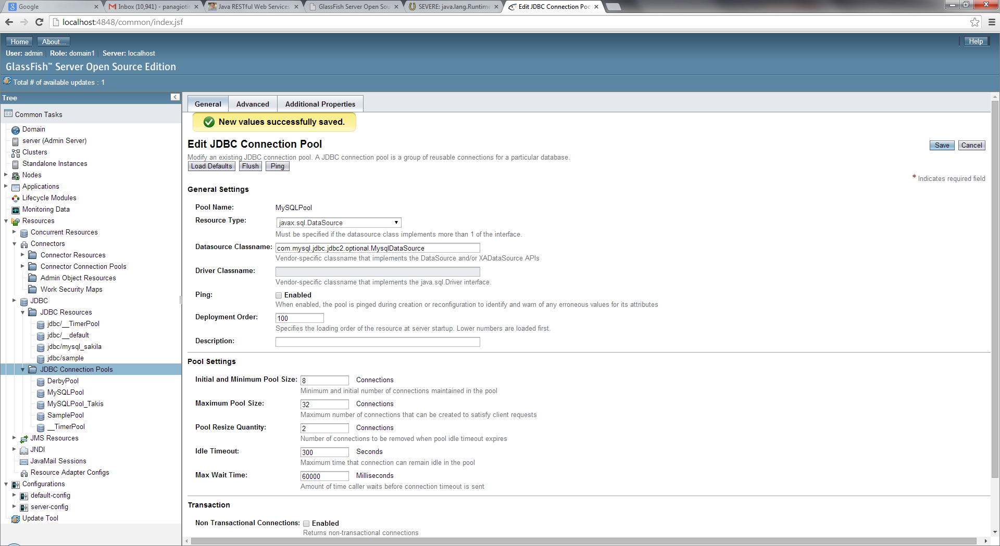 Google
Inbox (10,941) - panagiotis
Java RESTful Web Services
GlassFish Server Open Sou
SEVERE: java.lang.Runtime
Edit JDBC Connection Poo
localhost:4848/common/index.jsf
Home
About...
Help
User: admin
Role: domain1
Server: localhost
GlassFish™ Server Open Source Edition
Total # of available updates : 1
Tree
Common Tasks
Domain
server (Admin Server)
Clusters
Standalone Instances
Nodes
Applications
Lifecycle Modules
Monitoring Data
Resources
Concurrent Resources
Connectors
Connector Resources
Connector Connection Pools
Admin Object Resources
Work Security Maps
JDBC
JDBC Resources
jdbc/__TimerPool
jdbc/__default
jdbc/mysql_sakila
jdbc/sample
JDBC Connection Pools
DerbyPool
MySQLPool
MySQLPool_Takis
SamplePool
__TimerPool
JMS Resources
JNDI
JavaMail Sessions
Resource Adapter Configs
Configurations
default-config
server-config
Update Tool
General
Advanced
Additional Properties
New values successfully saved.
Edit JDBC Connection Pool
Save
Cancel
Modify an existing JDBC connection pool. A JDBC connection pool is a group of reusable connections for a particular database.
Load Defaults
Flush
Ping
* Indicates required field
General Settings
Pool Name: MySQLPool
Resource Type: javax.sql.DataSource
Must be specified if the datasource class implements more than 1 of the interface.
Datasource Classname: com.mysql.jdbc.jdbc2.optional.MysqlDataSource
Vendor-specific classname that implements the DataSource and/or XADataSource APIs
Driver Classname:
Vendor-specific classname that implements the java.sql.Driver interface.
Ping: Enabled
When enabled, the pool is pinged during creation or reconfiguration to identify and warn of any erroneous values for its attributes
Deployment Order: 100
Specifies the loading order of the resource at server startup. Lower numbers are loaded first.
Description:
Pool Settings
Initial and Minimum Pool Size: 8 Connections
Minimum and initial number of connections maintained in the pool
Maximum Pool Size: 32 Connections
Maximum number of connections that can be created to satisfy client requests
Pool Resize Quantity: 2 Connections
Number of connections to be removed when pool idle timeout expires
Idle Timeout: 300 Seconds
Maximum time that connection can remain idle in the pool
Max Wait Time: 60000 Milliseconds
Amount of time caller waits before connection timeout is sent
Transaction
Non Transactional Connections: Enabled
Returns non-transactional connections